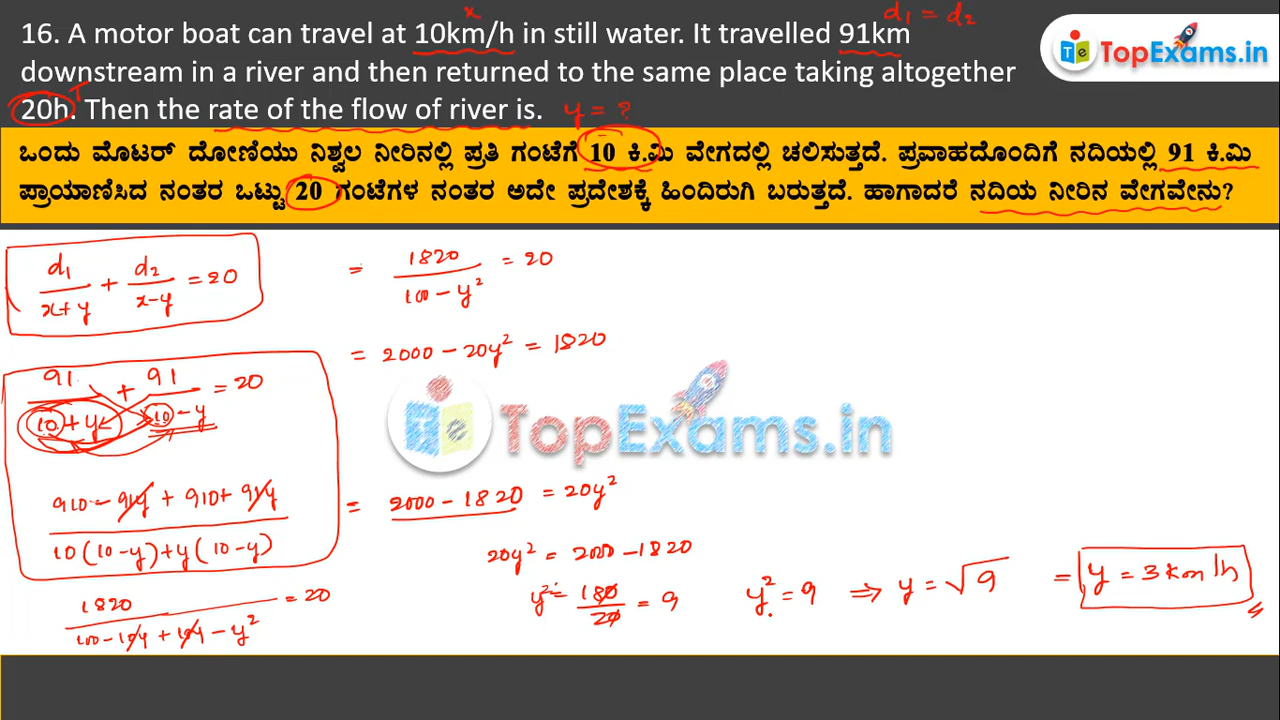 x
d₁ = d₂
16. A motor boat can travel at 10km/h in still water. It travelled 91km
downstream in a river and then returned to the same place taking altogether
T
20h. Then the rate of the flow of river is. y = ?
Te TopExams.in
ಒಂದು ಮೊಟರ್ ದೋಣಿಯು ನಿಶ್ವಲ ನೀರಿನಲ್ಲಿ ಪ್ರತಿ ಗಂಟೆಗೆ 10 ಕಿ.ಮಿ ವೇಗದಲ್ಲಿ ಚಲಿಸುತ್ತದೆ. ಪ್ರವಾಹದೊಂದಿಗೆ ನದಿಯಲ್ಲಿ 91 ಕಿ.ಮಿ
ಪ್ರಾಯಾಣಿಸಿದ ನಂತರ ಒಟ್ಟು 20 ಗಂಟೆಗಳ ನಂತರ ಅದೇ ಪ್ರದೇಶಕ್ಕೆ ಹಿಂದಿರುಗಿ ಬರುತ್ತದೆ. ಹಾಗಾದರೆ ನದಿಯ ನೀರಿನ ವೇಗವೇನು?
d₁/(x+y) + d₂/(x-y) = 20
91/(10+y) + 91/(10-y) = 20
(910 - 91y + 910 + 91y)/(10(10-y)+y(10-y))
1820/(100-10y+10y-y²) = 20
= 1820/(100-y²) = 20
= 2000 - 20y² = 1820
Te TopExams.in
= 2000 - 1820 = 20y²
20y² = 2000 - 1820
y² = 180/20 = 9
y² = 9 ⇒ y = √9
= y = 3km/h